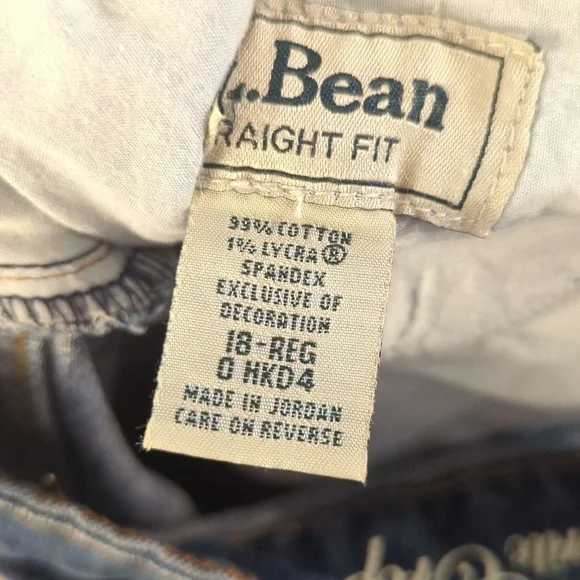 .Bean
RAIGHT FIT
99% COTTON
1% LYCRA®
SPANDEX
EXCLUSIVE OF
DECORATION
18-REG
0 HKD4
MADE IN JORDAN
CARE ON REVERSE